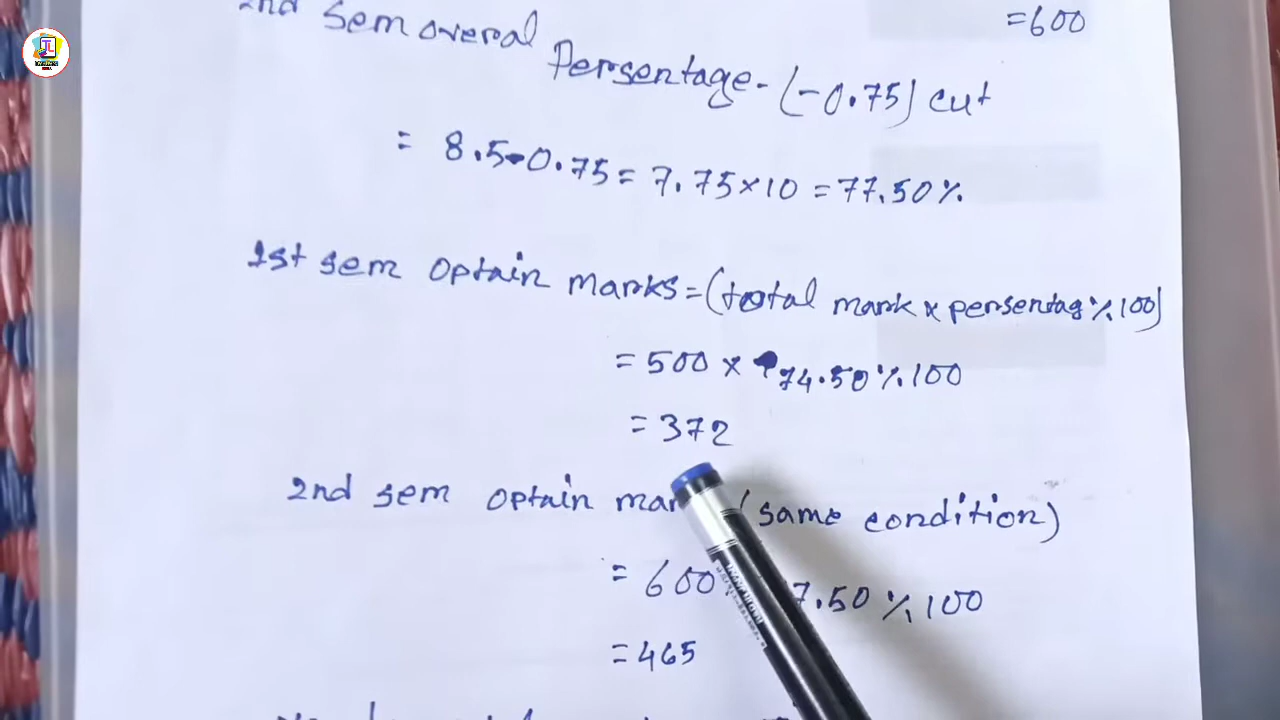 =600
2nd Sem overal
Persentage - (-0.75) cut
= 8.5-0.75 = 7.75×10 = 77.50%
1st sem optain marks = (total mark × persentag % 100)
= 500 × 74.50 % 100
= 372
2nd sem optain (same condition)
= 600 7.50 % 100
= 465